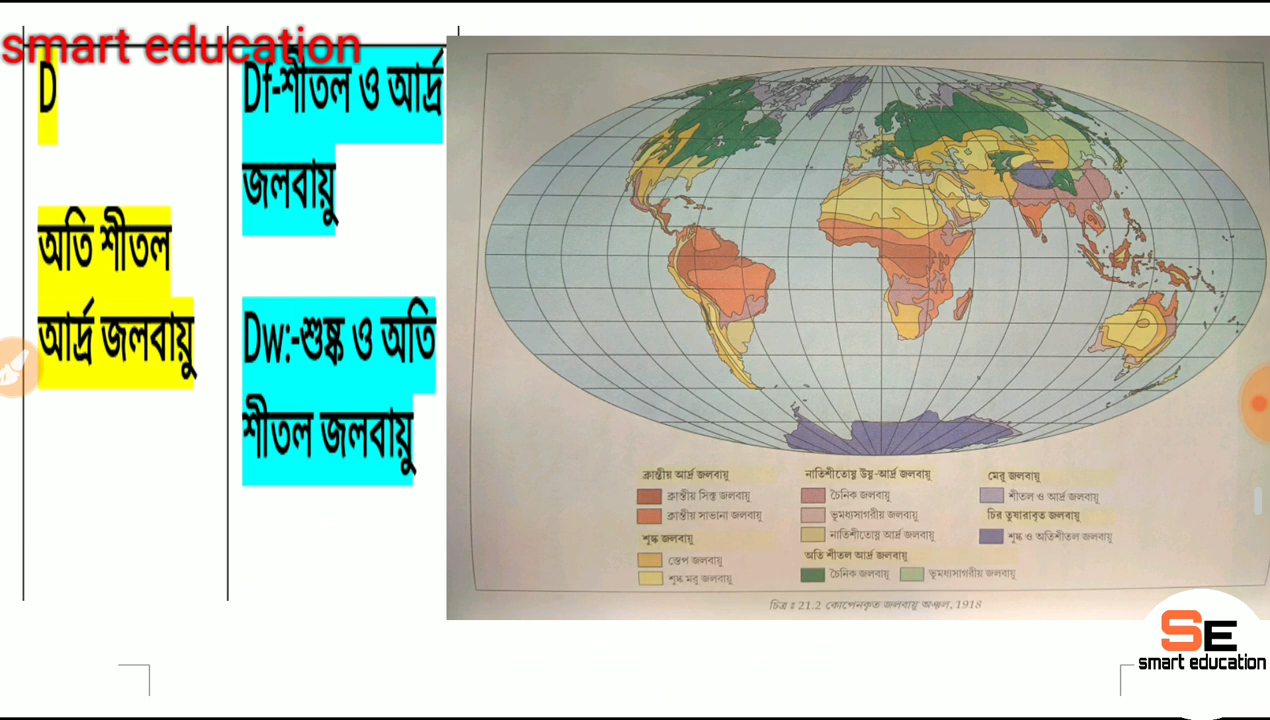 smart education
D
অতি শীতল
আর্দ্র জলবায়ু
Df-শীতল ও আর্দ্র
জলবায়ু
Dw:-শুষ্ক ও অতি
শীতল জলবায়ু
ক্রান্তীয় আর্দ্র জলবায়ু
ক্রান্তীয় সিক্ত জলবায়ু
ক্রান্তীয় সাভানা জলবায়ু
শুষ্ক জলবায়ু
স্তেপ জলবায়ু
শুষ্ক মরু জলবায়ু
নাতিশীতোষ্ণ উষ্ণ-আর্দ্র জলবায়ু
চৈনিক জলবায়ু
ভূমধ্যসাগরীয় জলবায়ু
নাতিশীতোষ্ণ আর্দ্র জলবায়ু
অতি শীতল আর্দ্র জলবায়ু
চৈনিক জলবায়ু
ভূমধ্যসাগরীয় জলবায়ু
মেরু জলবায়ু
শীতল ও আর্দ্র জলবায়ু
চির তুষারাবৃত জলবায়ু
শুষ্ক ও অতিশীতল জলবায়ু
চিত্র ঃ 21.2 কোপেনকৃত জলবায়ু অঞ্চল, 1918
SE
smart education